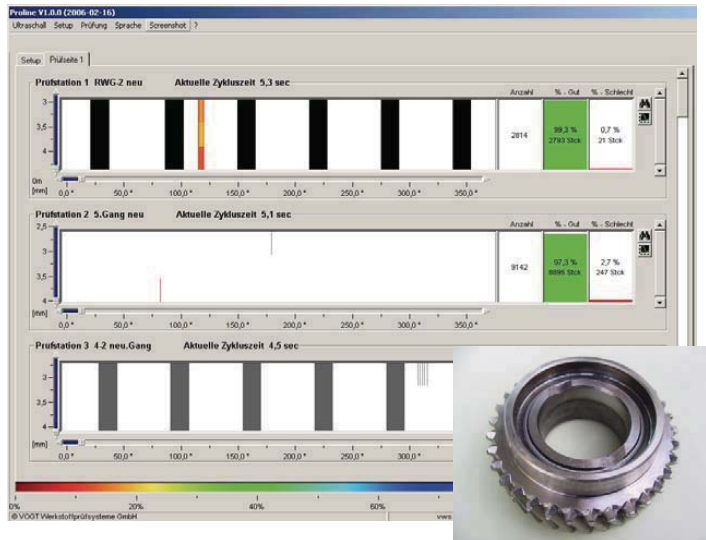 Proline V1.0.0 (2006-02-16)
Ultraschall Setup Prüfung Sprache Screenshot ?
Setup Prüfseite 1
Prüfstation 1 RWG-2 neu Aktuelle Zykluszeit 5,3 sec
Anzahl % - Gut % - Schlecht
3
3,5
4
2814
99,3 %
2793 Stck
0,7 %
21 Stck
0m
[mm] 0,0 ° 50,0 ° 100,0 ° 150,0 ° 200,0 ° 250,0 ° 300,0 ° 350,0 °
Prüfstation 2 5.Gang neu Aktuelle Zykluszeit 5,1 sec
Anzahl % - Gut % - Schlecht
2,5
3
3,5
4
9142
97,3 %
8895 Stck
2,7 %
247 Stck
[mm] 0,0 ° 50,0 ° 100,0 ° 150,0 ° 200,0 ° 250,0 ° 300,0 ° 350,0 °
Prüfstation 3 4-2 neu.Gang Aktuelle Zykluszeit 4,5 sec
3
3,5
[mm] 0,0 ° 50,0 ° 100,0 ° 150,0 ° 200,0 ° 250,0 ° 300,0 °
0% 20% 40% 60%
© VOGT Werkstoffprüfsysteme GmbH